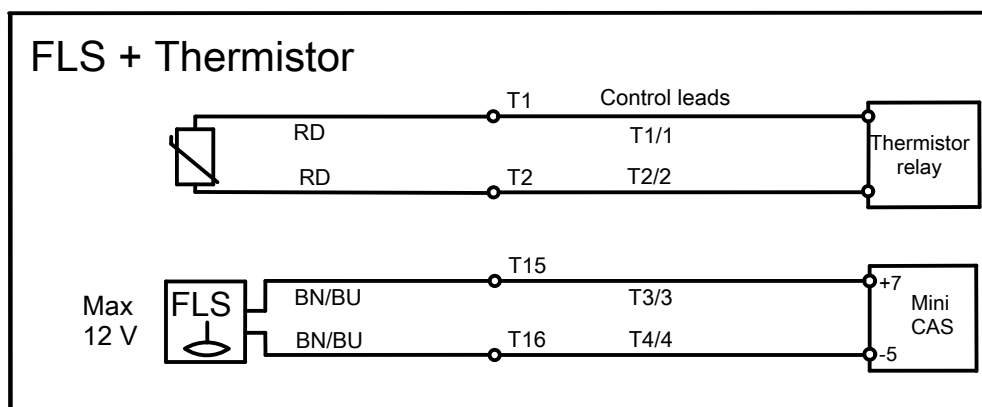 FLS + Thermistor
T1
Control leads
RD
T1/1
Thermistor
relay
RD
T2
T2/2
T15
Max
12 V
FLS
BN/BU
T3/3
+7
Mini
CAS
BN/BU
T16
T4/4
-5